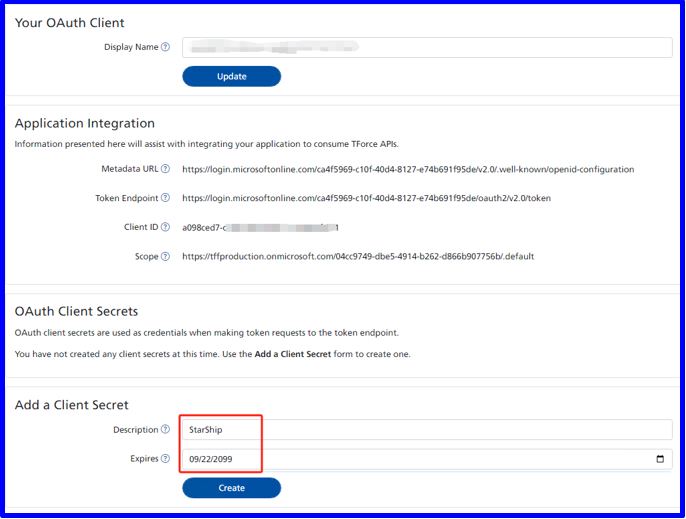 Your OAuth Client
Display Name
Update
Application Integration
Information presented here will assist with integrating your application to consume TForce APIs.
Metadata URL https://login.microsoftonline.com/ca4f5969-c10f-40d4-8127-e74b691f95de/v2.0/.well-known/openid-configuration
Token Endpoint https://login.microsoftonline.com/ca4f5969-c10f-40d4-8127-e74b691f95de/oauth2/v2.0/token
Client ID a098ced7-
Scope https://tffproduction.onmicrosoft.com/04cc9749-dbe5-4914-b262-d866b907756b/.default
OAuth Client Secrets
OAuth client secrets are used as credentials when making token requests to the token endpoint.
You have not created any client secrets at this time. Use the Add a Client Secret form to create one.
Add a Client Secret
Description StarShip
Expires 09/22/2099
Create